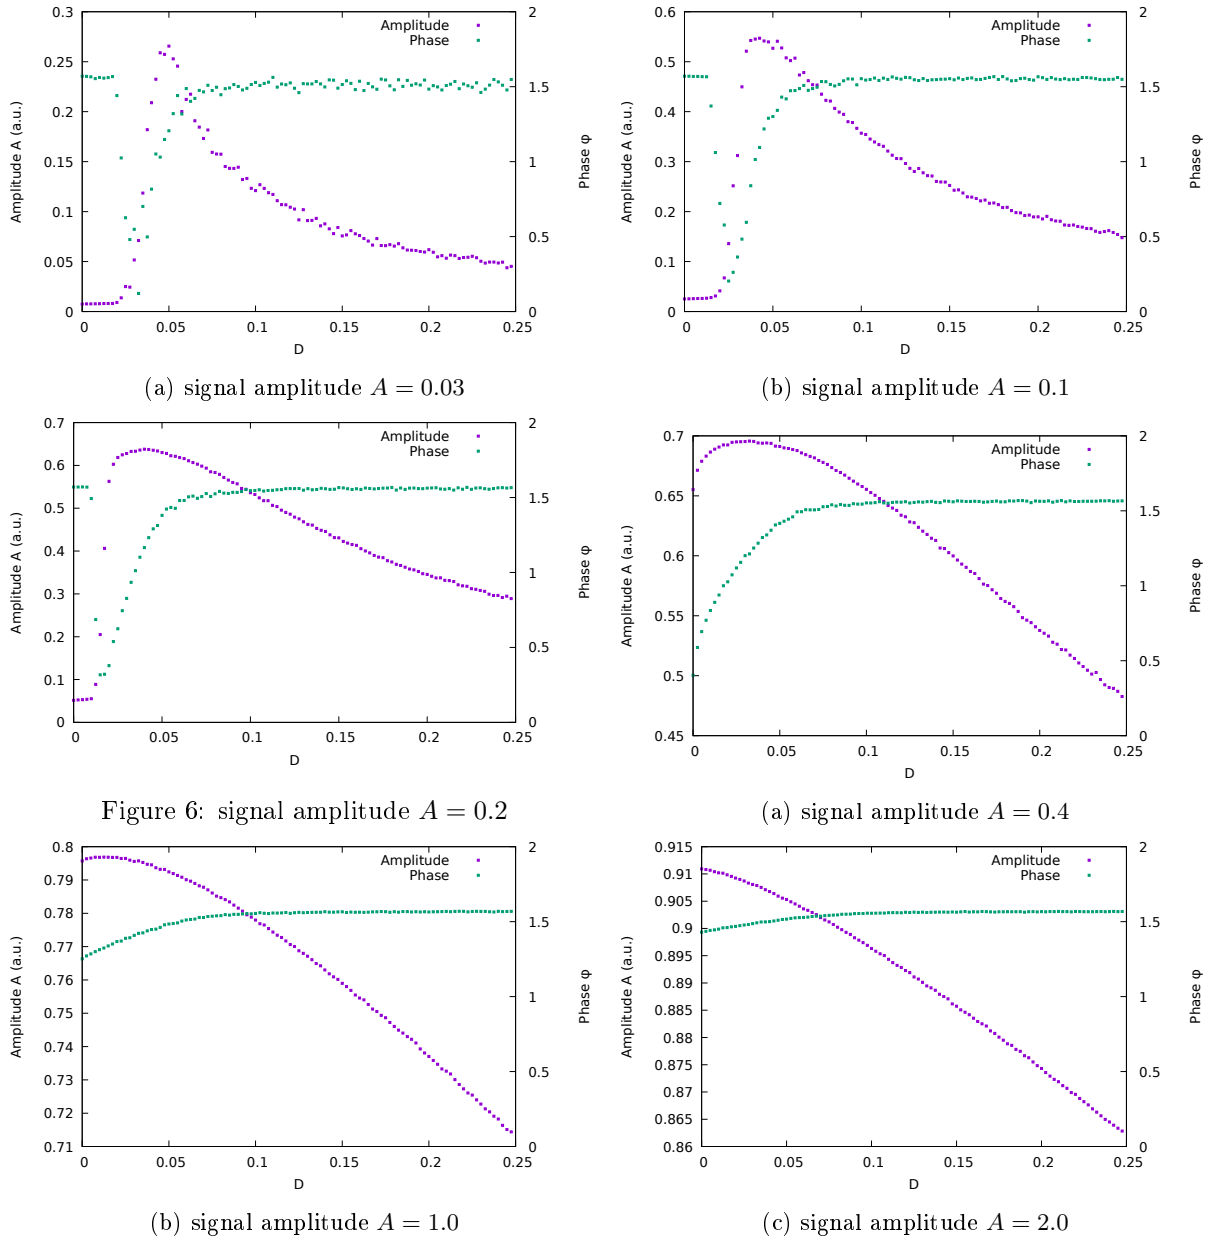 Amplitude
Phase
0.3
0.25
0.2
0.15
0.1
0.05
0
2
1.5
1
0.5
0
0 0.05 0.1 0.15 0.2 0.25
Amplitude A (a.u.)
Phase φ
D
(a) signal amplitude A = 0.03
Amplitude
Phase
0.6
0.5
0.4
0.3
0.2
0.1
0
2
1.5
1
0.5
0
0 0.05 0.1 0.15 0.2 0.25
Amplitude A (a.u.)
Phase φ
D
(b) signal amplitude A = 0.1
Amplitude
Phase
0.7
0.6
0.5
0.4
0.3
0.2
0.1
0
2
1.5
1
0.5
0
0 0.05 0.1 0.15 0.2 0.25
Amplitude A (a.u.)
Phase φ
D
Figure 6: signal amplitude A = 0.2
Amplitude
Phase
0.7
0.65
0.6
0.55
0.5
0.45
2
1.5
1
0.5
0
0 0.05 0.1 0.15 0.2 0.25
Amplitude A (a.u.)
Phase φ
D
(a) signal amplitude A = 0.4
Amplitude
Phase
0.8
0.79
0.78
0.77
0.76
0.75
0.74
0.73
0.72
0.71
2
1.5
1
0.5
0
0 0.05 0.1 0.15 0.2 0.25
Amplitude A (a.u.)
Phase φ
D
(b) signal amplitude A = 1.0
Amplitude
Phase
0.915
0.91
0.905
0.9
0.895
0.89
0.885
0.88
0.875
0.87
0.865
0.86
2
1.5
1
0.5
0
0 0.05 0.1 0.15 0.2 0.25
Amplitude A (a.u.)
Phase φ
D
(c) signal amplitude A = 2.0